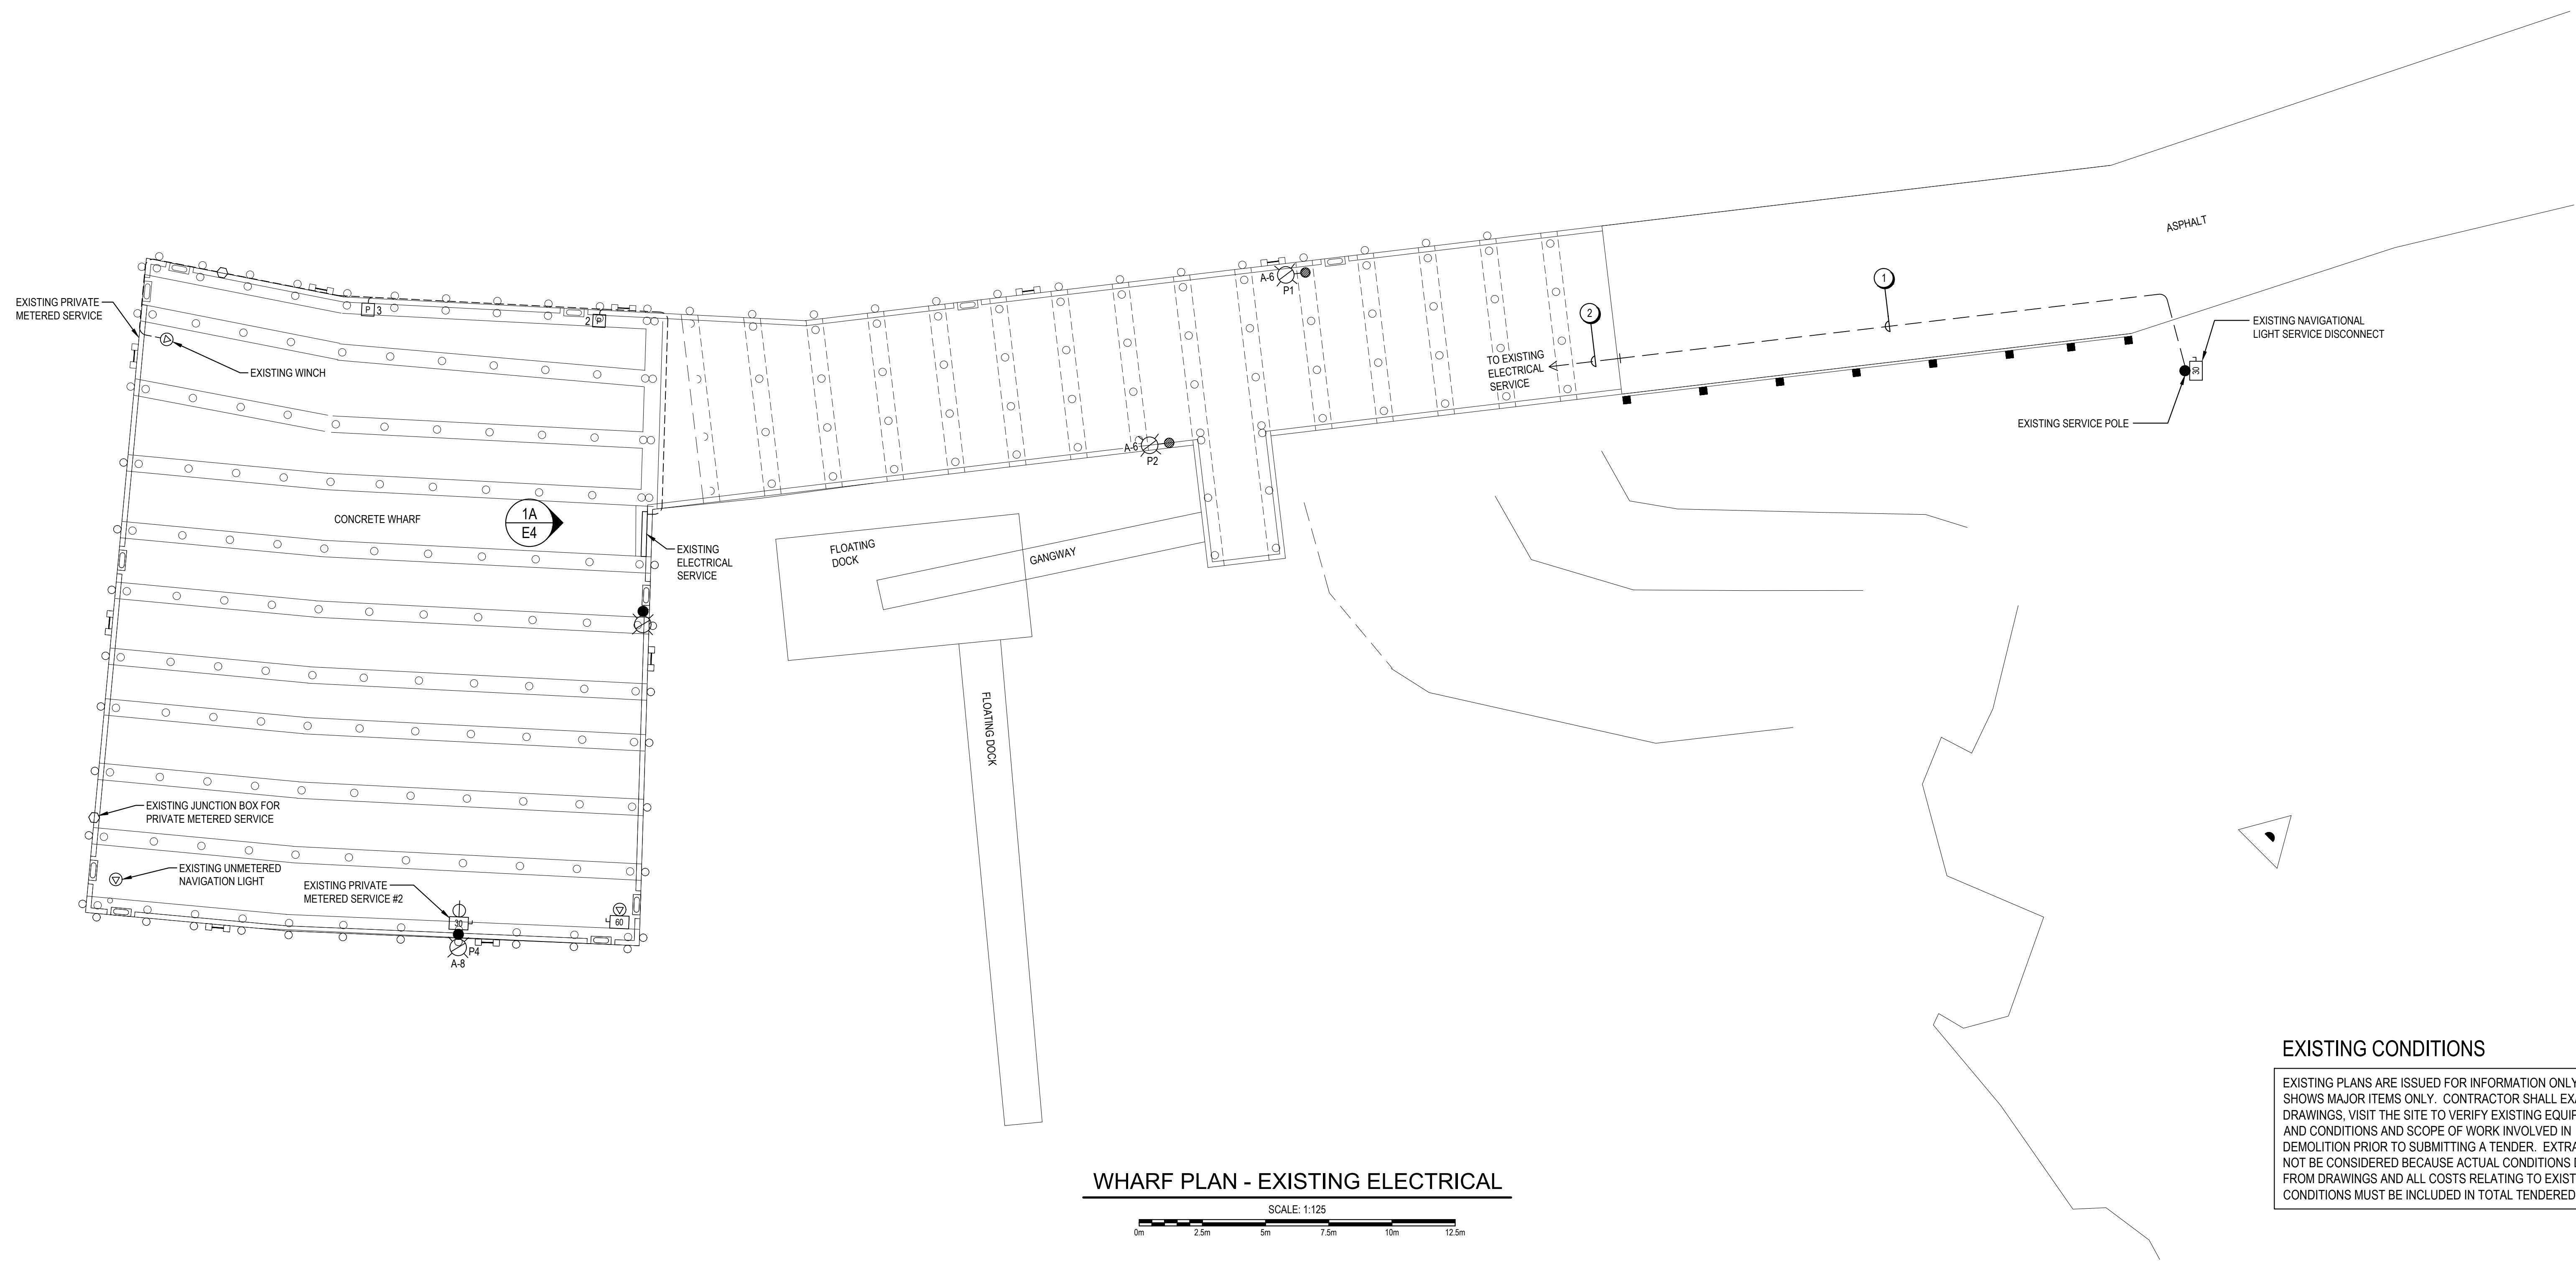 ASPHALT
1
2
A-6
P1
EXISTING PRIVATE
METERED SERVICE
P 3
2 P
EXISTING WINCH
TO EXISTING
ELECTRICAL
SERVICE
EXISTING NAVIGATIONAL
LIGHT SERVICE DISCONNECT
30
EXISTING SERVICE POLE
A-6
P2
CONCRETE WHARF
1A
E4
EXISTING
ELECTRICAL
SERVICE
FLOATING
DOCK
GANGWAY
FLOATING DOCK
EXISTING JUNCTION BOX FOR
PRIVATE METERED SERVICE
EXISTING UNMETERED
NAVIGATION LIGHT
EXISTING PRIVATE
METERED SERVICE #2
30
60
P4
A-8
EXISTING CONDITIONS
EXISTING PLANS ARE ISSUED FOR INFORMATION ONLY
SHOWS MAJOR ITEMS ONLY. CONTRACTOR SHALL EXA
DRAWINGS, VISIT THE SITE TO VERIFY EXISTING EQUIP
AND CONDITIONS AND SCOPE OF WORK INVOLVED IN
DEMOLITION PRIOR TO SUBMITTING A TENDER. EXTRA
NOT BE CONSIDERED BECAUSE ACTUAL CONDITIONS
FROM DRAWINGS AND ALL COSTS RELATING TO EXIST
CONDITIONS MUST BE INCLUDED IN TOTAL TENDERED
WHARF PLAN - EXISTING ELECTRICAL
SCALE: 1:125
0m 2.5m 5m 7.5m 10m 12.5m